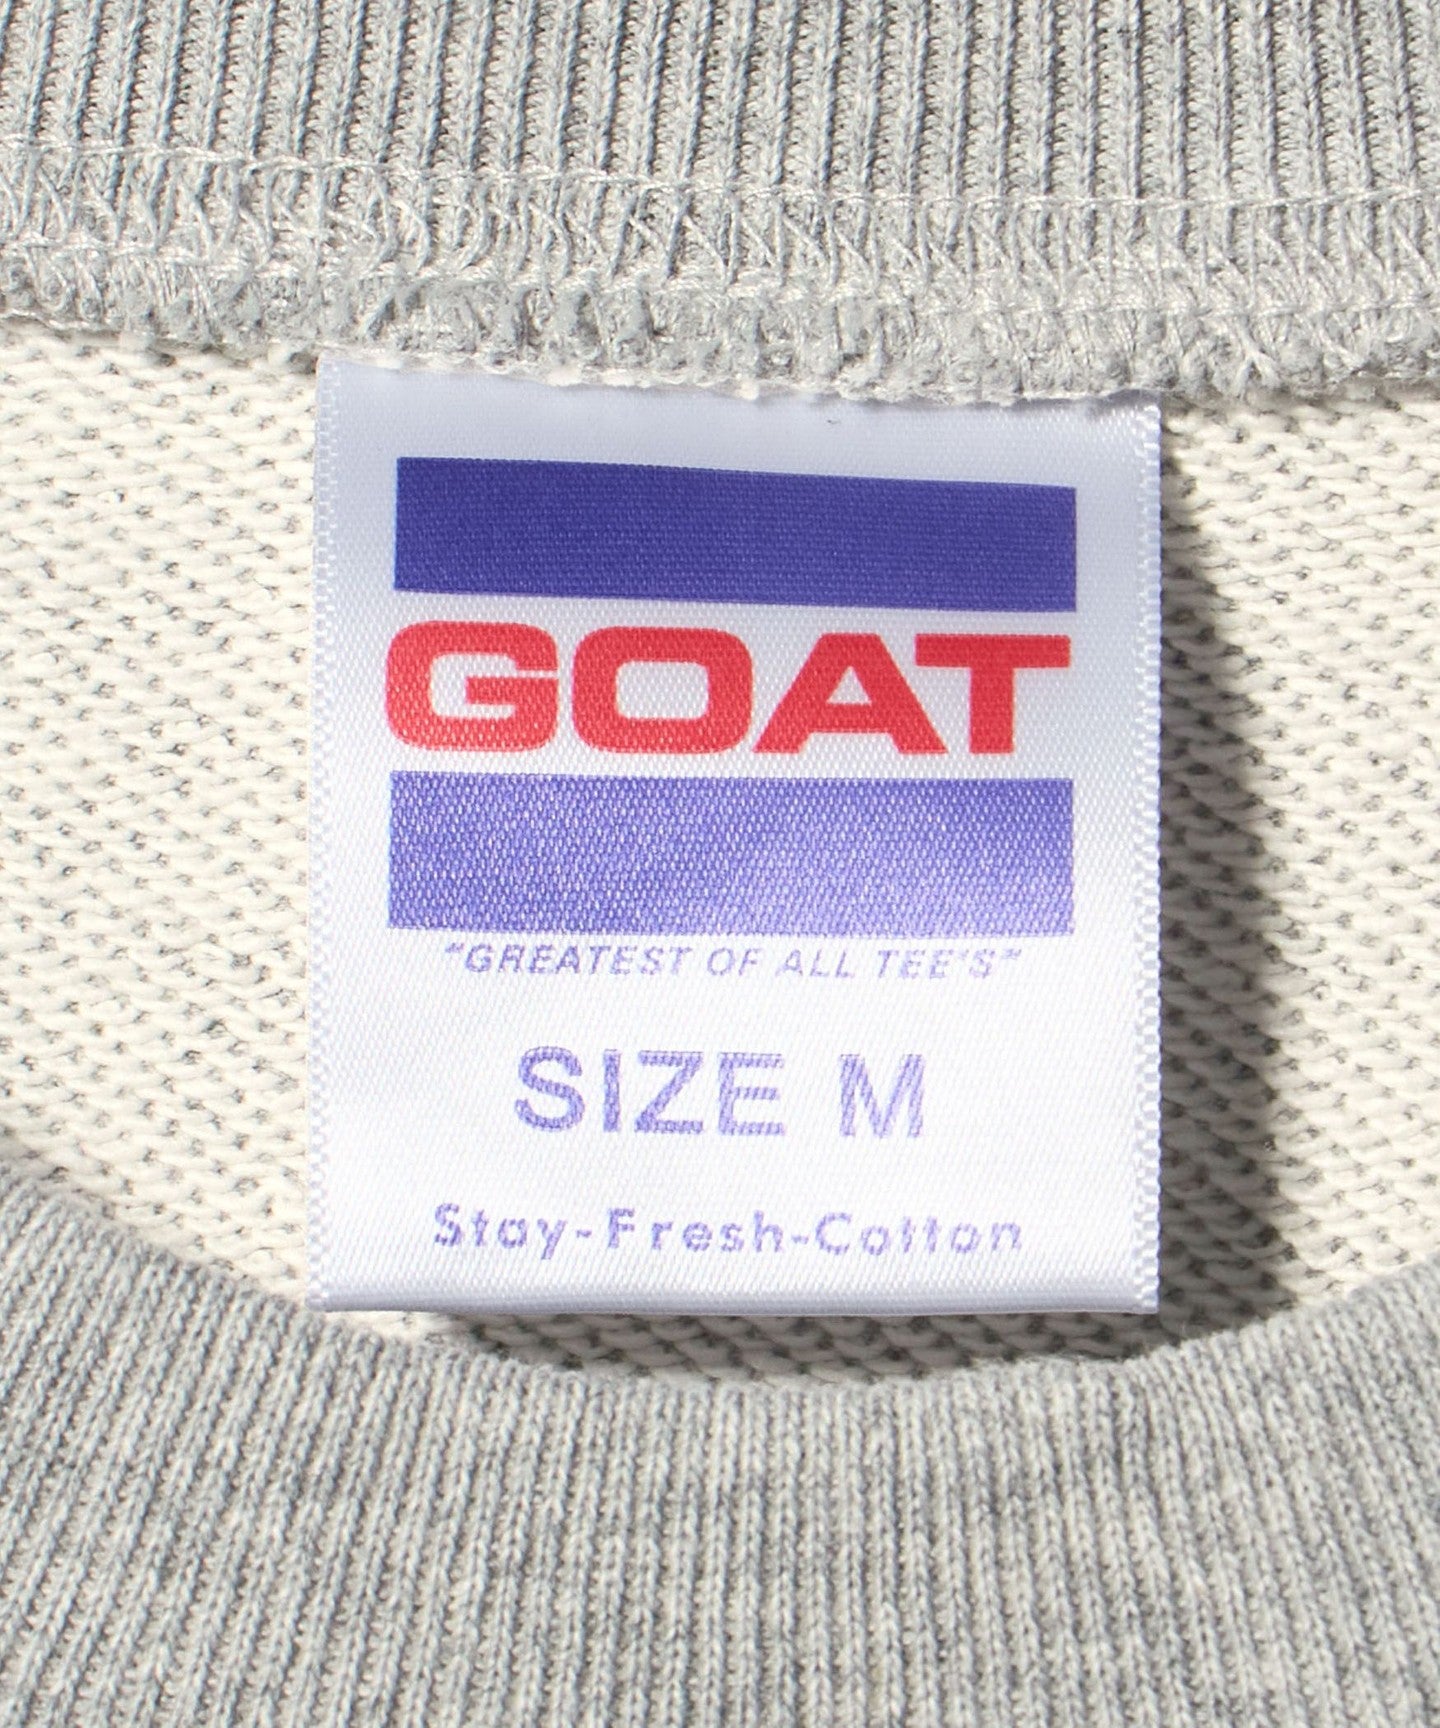 GOAT
"GREATEST OF ALL TEE'S"
SIZE M
Stay-Fresh-Cotton